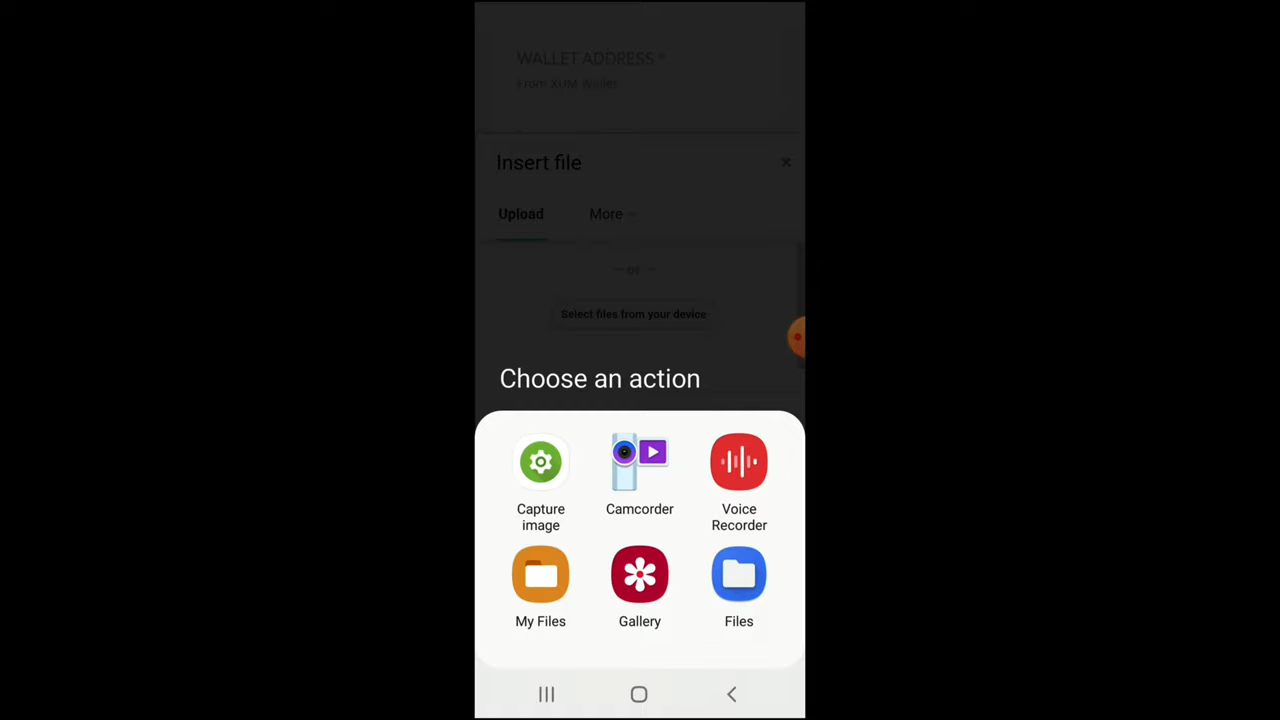 WALLET ADDRESS *
From XUM Wallet
Insert file
Upload More
or
Select files from your device
Choose an action
Capture image
Camcorder
Voice Recorder
My Files Gallery Files